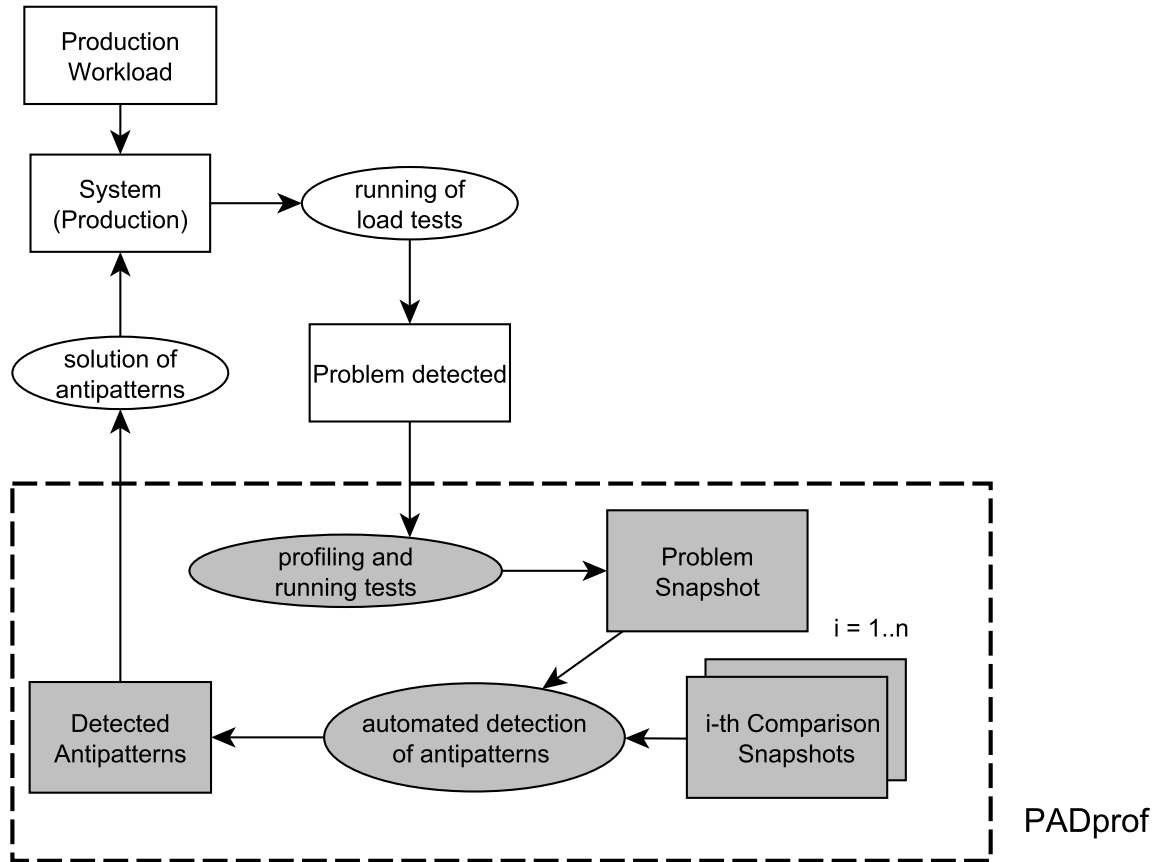 Production
Workload
System
(Production)
running of
load tests
solution of
antipatterns
Problem detected
profiling and
running tests
Problem
Snapshot
i = 1..n
Detected
Antipatterns
automated detection
of antipatterns
i-th Comparison
Snapshots
PADprof